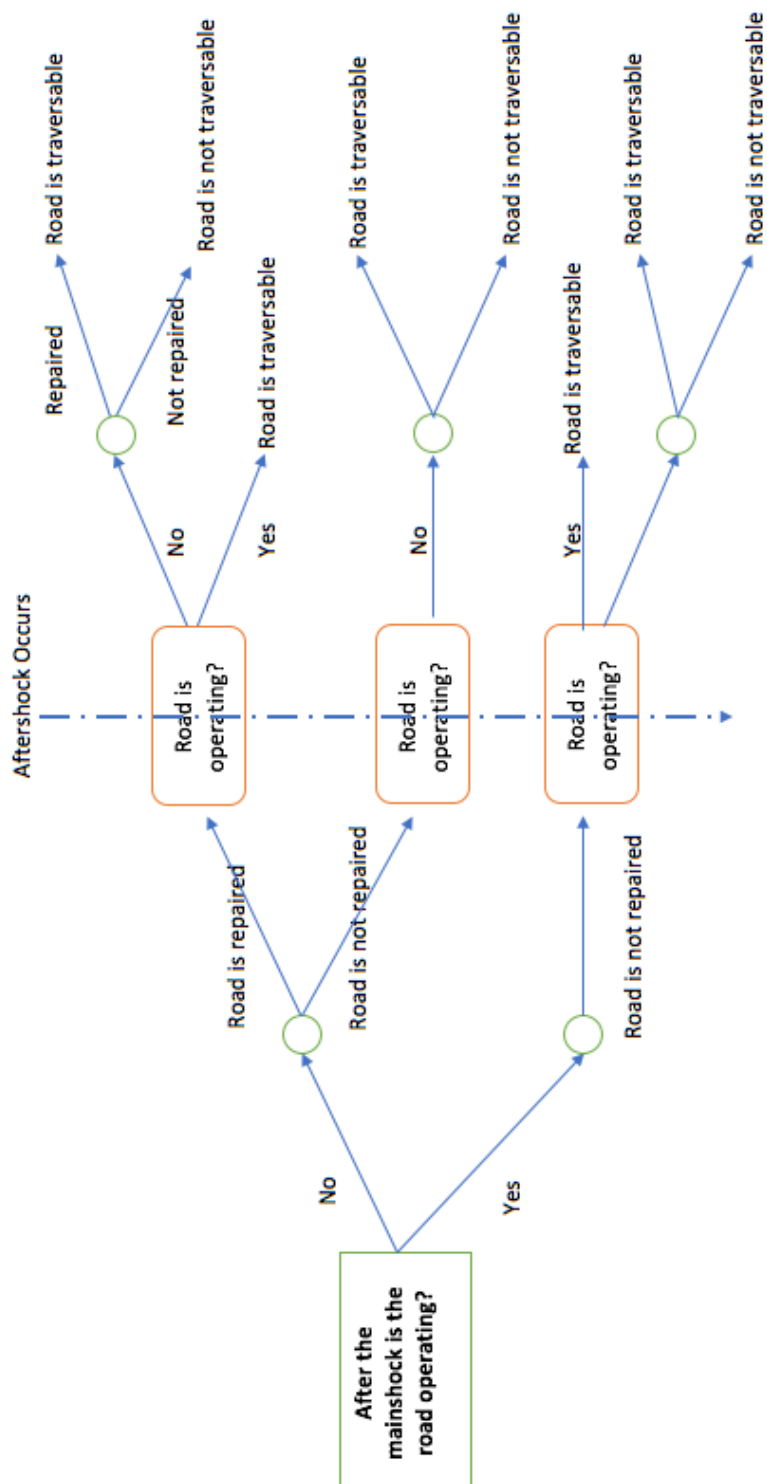 Aftershock Occurs
After the
mainshock is the
road operating?
No
Yes
Road is repaired
Road is not repaired
Road is not repaired
Road is
operating?
Road is
operating?
Road is
operating?
No
Yes
No
Yes
Repaired
Not repaired
Road is traversable
Road is not traversable
Road is traversable
Road is traversable
Road is not traversable
Road is traversable
Road is traversable
Road is not traversable